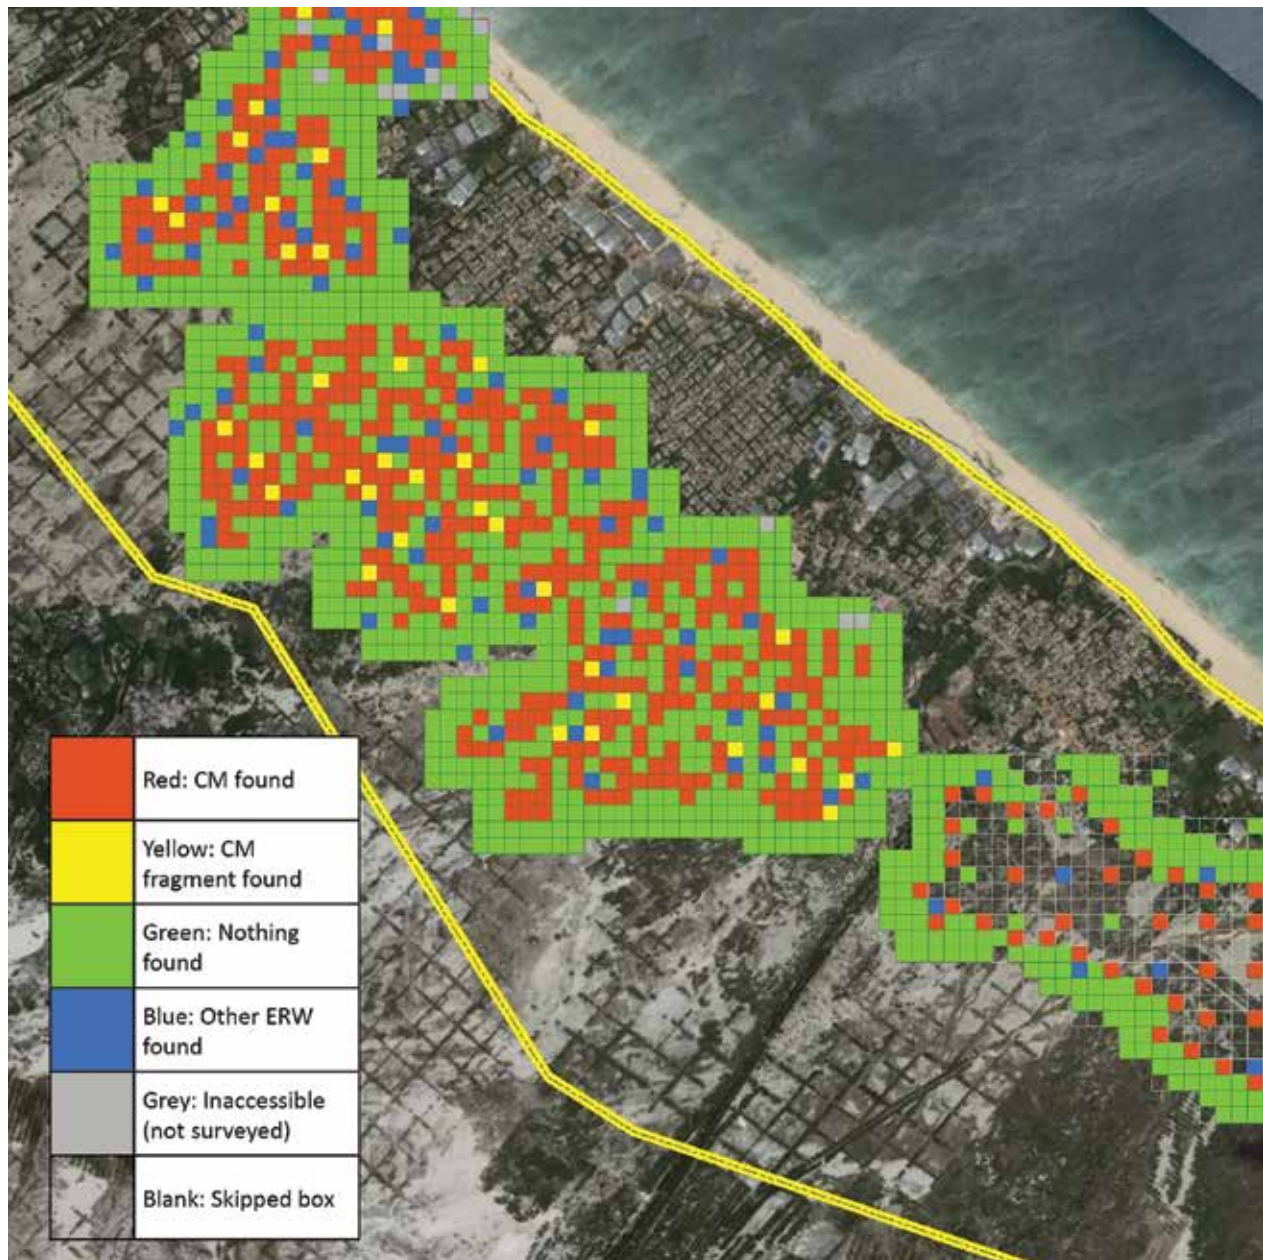 Red: CM found
Yellow: CM
fragment found
Green: Nothing
found
Blue: Other ERW
found
Grey: Inaccessible
(not surveyed)
Blank: Skipped box